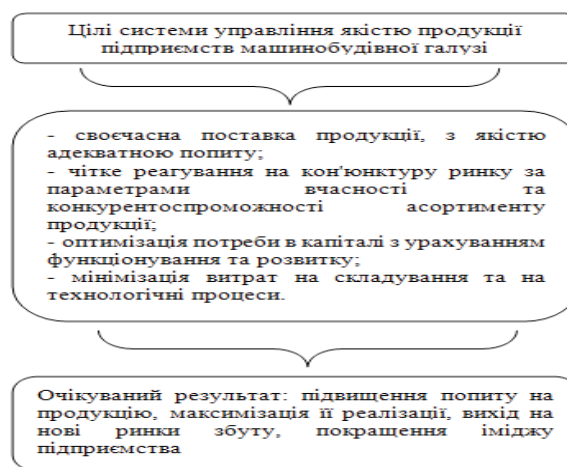 Цілі системи управління якістю продукції
підприємств машинобудівної галузі
- своєчасна поставка продукції, з якістю
адекватною попиту;
- чітке реагування на кон'юнктуру ринку за
параметрами вчасності та
конкурентоспроможності асортименту
продукції;
- оптимізація потреби в капіталі з урахуванням
функціонування та розвитку;
- мінімізація витрат на складування та на
технологічні процеси.
Очікуваний результат: підвищення попиту на
продукцію, максимізація її реалізації, вихід на
нові ринки збуту, покращення іміджу
підприємства